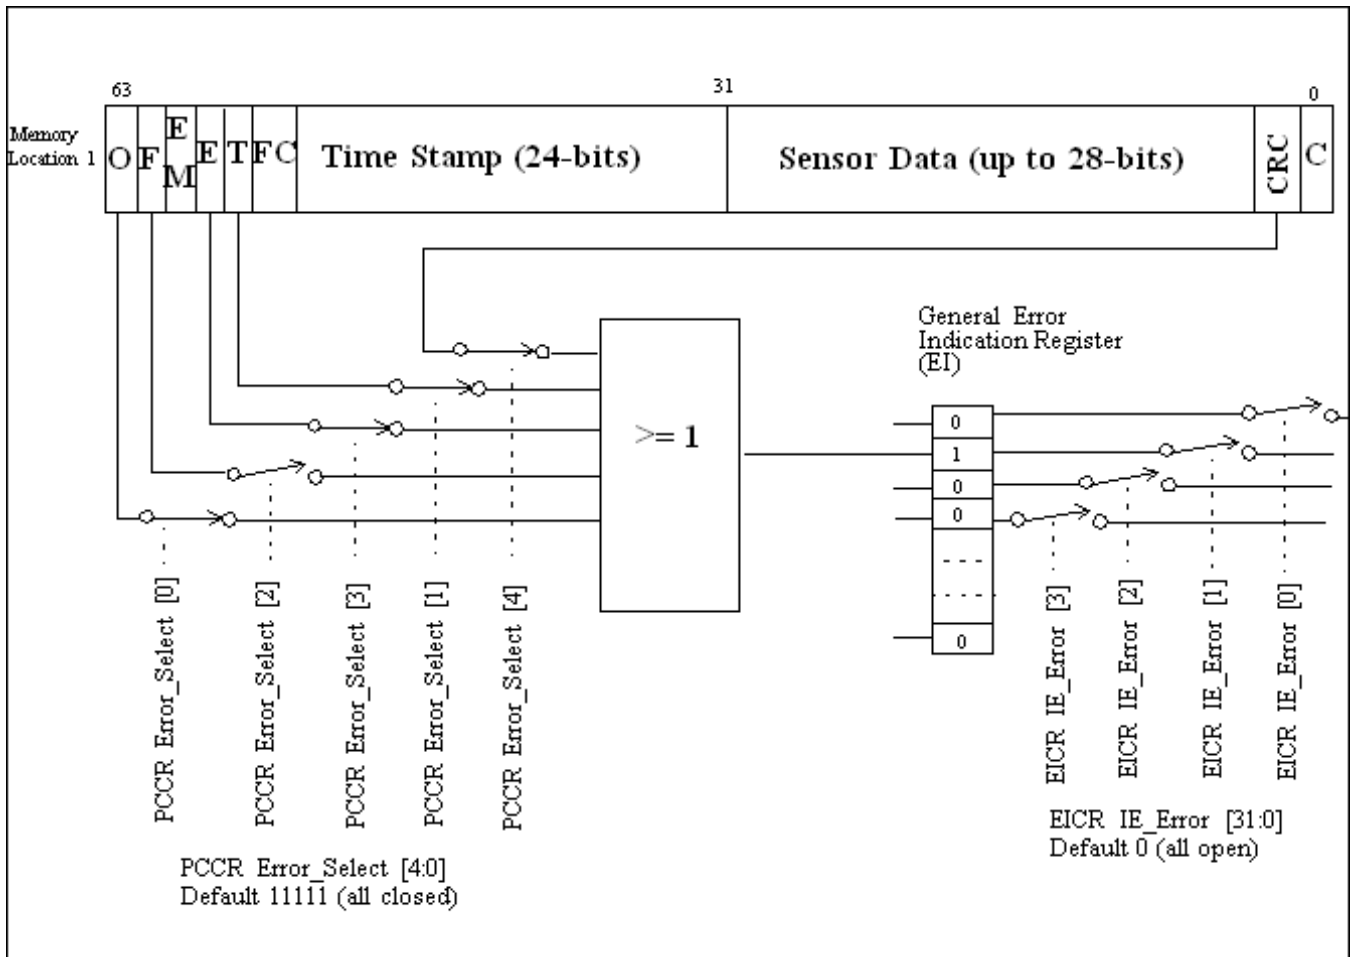 63
31
0
Memory
Location 1
O
F
E
M
E
T
FC
Time Stamp (24-bits)
Sensor Data (up to 28-bits)
CRC
C
General Error
Indication Register
(EI)
>= 1
0
1
0
0
0
PCCR Error_Select [0]
PCCR Error_Select [2]
PCCR Error_Select [3]
PCCR Error_Select [1]
PCCR Error_Select [4]
EICR IE_Error [3]
EICR IE_Error [2]
EICR IE_Error [1]
EICR IE_Error [0]
EICR IE_Error [31:0]
Default 0 (all open)
PCCR Error_Select [4:0]
Default 11111 (all closed)